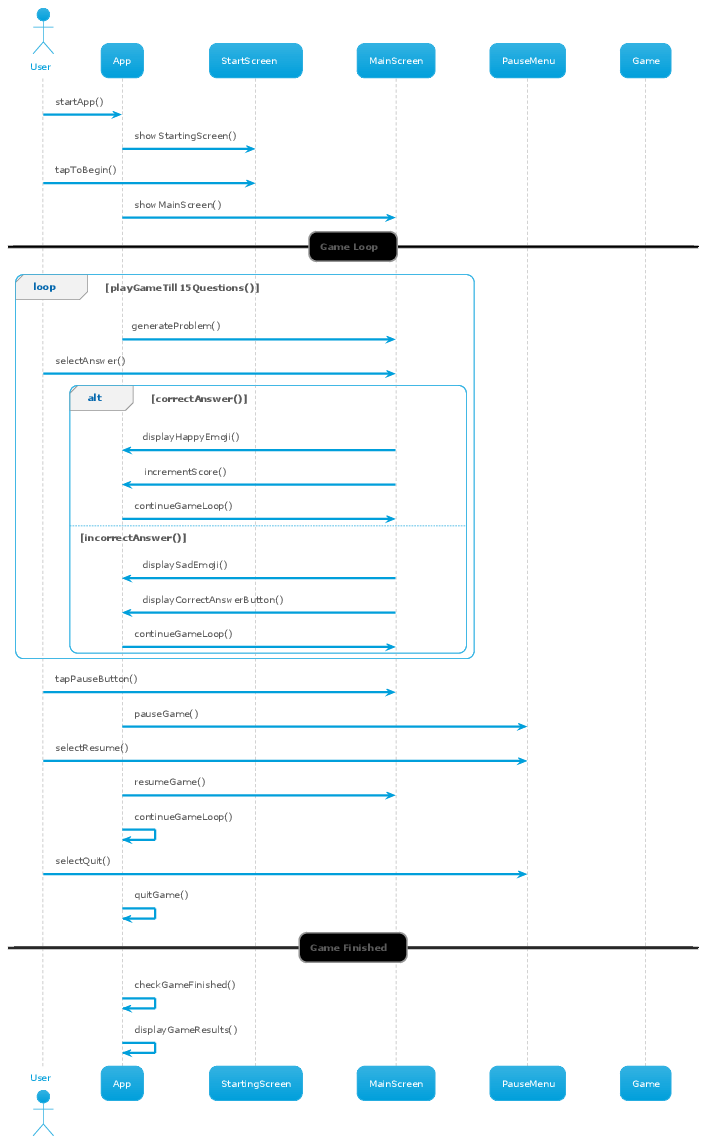 User
App
StartScreen
MainScreen
PauseMenu
Game
startApp()
showStartingScreen()
tapToBegin()
showMainScreen()
Game Loop
loop
[playGameTill15Questions()]
generateProblem()
selectAnswer()
alt
[correctAnswer()]
displayHappyEmoji()
incrementScore()
continueGameLoop()
[incorrectAnswer()]
displaySadEmoji()
displayCorrectAnswerButton()
continueGameLoop()
tapPauseButton()
pauseGame()
selectResume()
resumeGame()
continueGameLoop()
selectQuit()
quitGame()
Game Finished
checkGameFinished()
displayGameResults()
User
App
StartingScreen
MainScreen
PauseMenu
Game